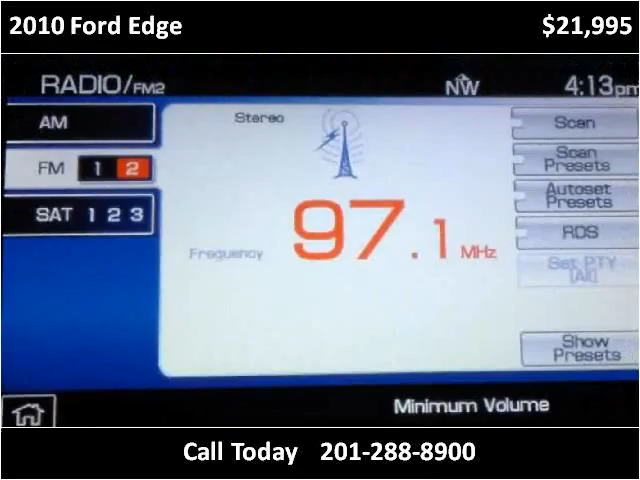 2010 Ford Edge $21,995
RADIO/FM2 NW 4:13pm
AM
Stereo
Scan
FM 1 2
Scan
Presets
SAT 1 2 3
Autoset
Presets
97.1 MHz
RDS
Frequency
Set PTY
[All]
Show
Presets
Minimum Volume
Call Today 201-288-8900